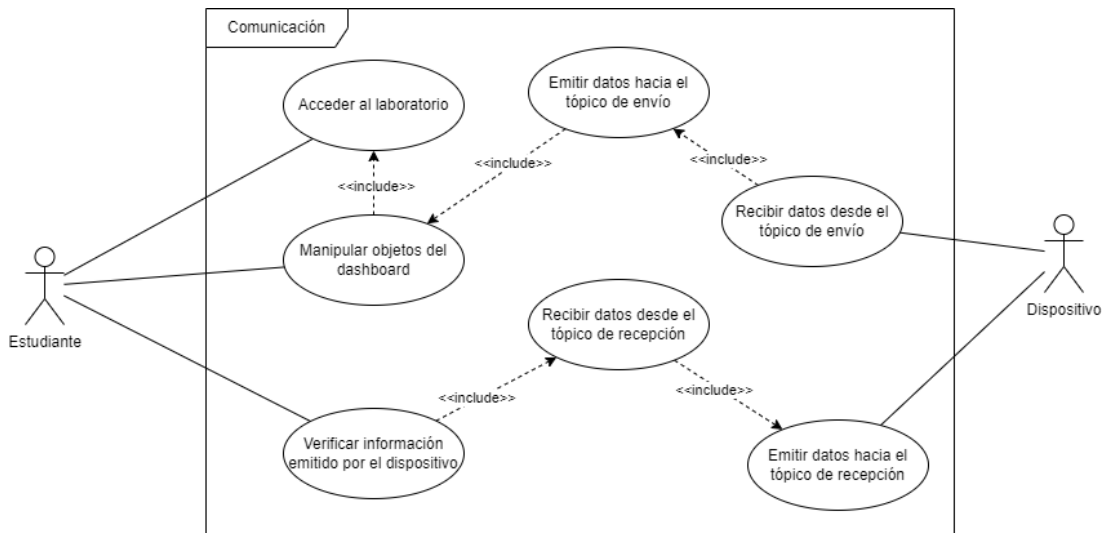 Comunicación
Acceder al laboratorio
Emitir datos hacia el
tópico de envío
<<include>>
<<include>>
<<include>>
Recibir datos desde el
tópico de envío
Manipular objetos del
dashboard
Estudiante
Dispositivo
Recibir datos desde el
tópico de recepción
<<include>>
<<include>>
Verificar información
emitido por el dispositivo
Emitir datos hacia el
tópico de recepción